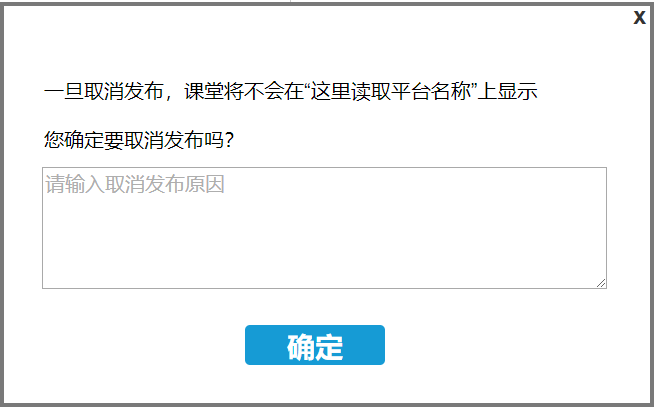 x
一旦取消发布，课堂将不会在“这里读取平台名称”上显示
您确定要取消发布吗？
请输入取消发布原因
确定